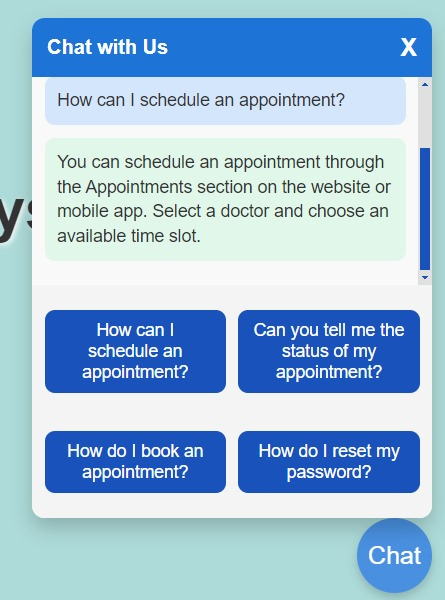 Chat with Us
X
How can I schedule an appointment?
You can schedule an appointment through
the Appointments section on the website or
mobile app. Select a doctor and choose an
available time slot.
How can I
schedule an
appointment?
Can you tell me the
status of my
appointment?
How do I book an
appointment?
How do I reset my
password?
Chat